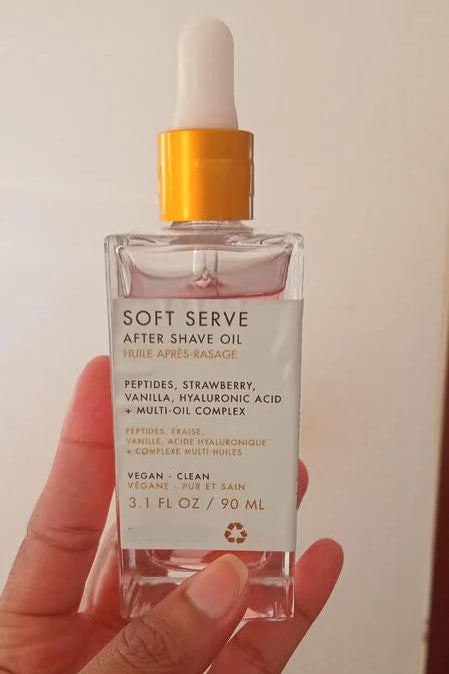 SOFT SERVE
AFTER SHAVE OIL
HUILE APRÈS-RASAGE
PEPTIDES, STRAWBERRY,
VANILLA, HYALURONIC ACID
+ MULTI-OIL COMPLEX
PEPTIDES, FRAISE,
VANILLE, ACIDE HYALURONIQUE
+ COMPLEXE MULTI-HUILES
VEGAN - CLEAN
VÉGANE - PUR ET SAIN
3.1 FL OZ / 90 ML